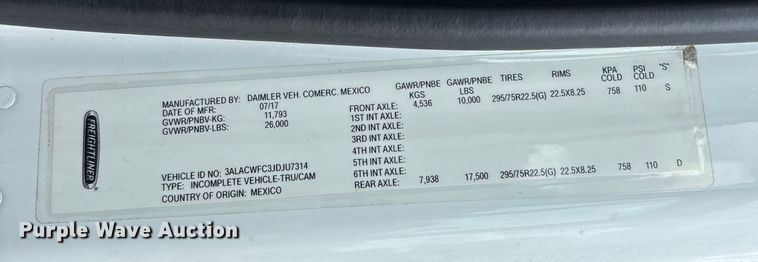 FREIGHTLINER
MANUFACTURED BY: DAIMLER VEH. COMERC. MEXICO
DATE OF MFR: 07/17
GVWR/PNBV-KG: 11,793
GVWR/PNBV-LBS: 26,000
VEHICLE ID NO: 3ALACWFC3JDJU7314
TYPE: INCOMPLETE VEHICLE-TRU/CAM
COUNTRY OF ORIGIN: MEXICO
GAWR/PNBE KGS GAWR/PNBE LBS TIRES RIMS KPA COLD PSI COLD "S"
FRONT AXLE: 4,536 10,000 295/75R22.5(G) 22.5X8.25 758 110 S
1ST INT AXLE:
2ND INT AXLE:
3RD INT AXLE:
4TH INT AXLE:
5TH INT AXLE:
6TH INT AXLE:
REAR AXLE: 7,938 17,500 295/75R22.5(G) 22.5X8.25 758 110 D
Purple Wave Auction